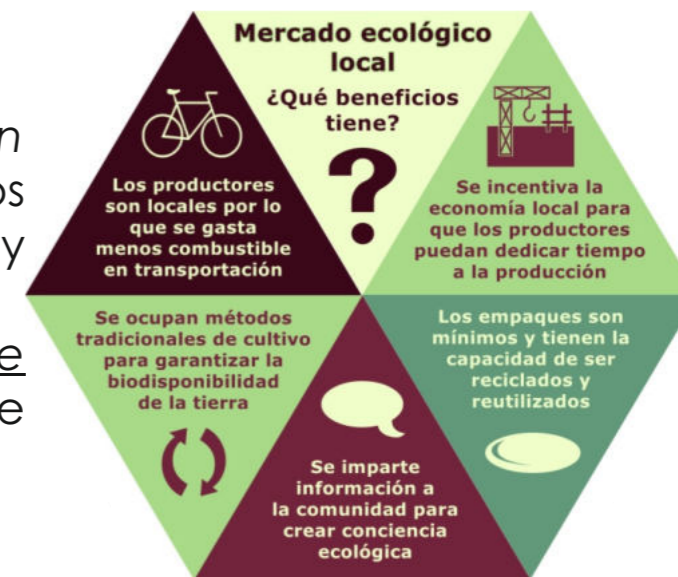 n
os
y
e
e
Mercado ecológico
local
¿Qué beneficios
tiene?
?
Los productores
son locales por lo
que se gasta
menos combustible
en transportación
Se incentiva la
economía local para
que los productores
puedan dedicar tiempo
a la producción
Se ocupan métodos
tradicionales de cultivo
para garantizar la
biodisponibilidad
de la tierra
Los empaques son
mínimos y tienen la
capacidad de ser
reciclados y
reutilizados
Se imparte
información a
la comunidad para
crear conciencia
ecológica